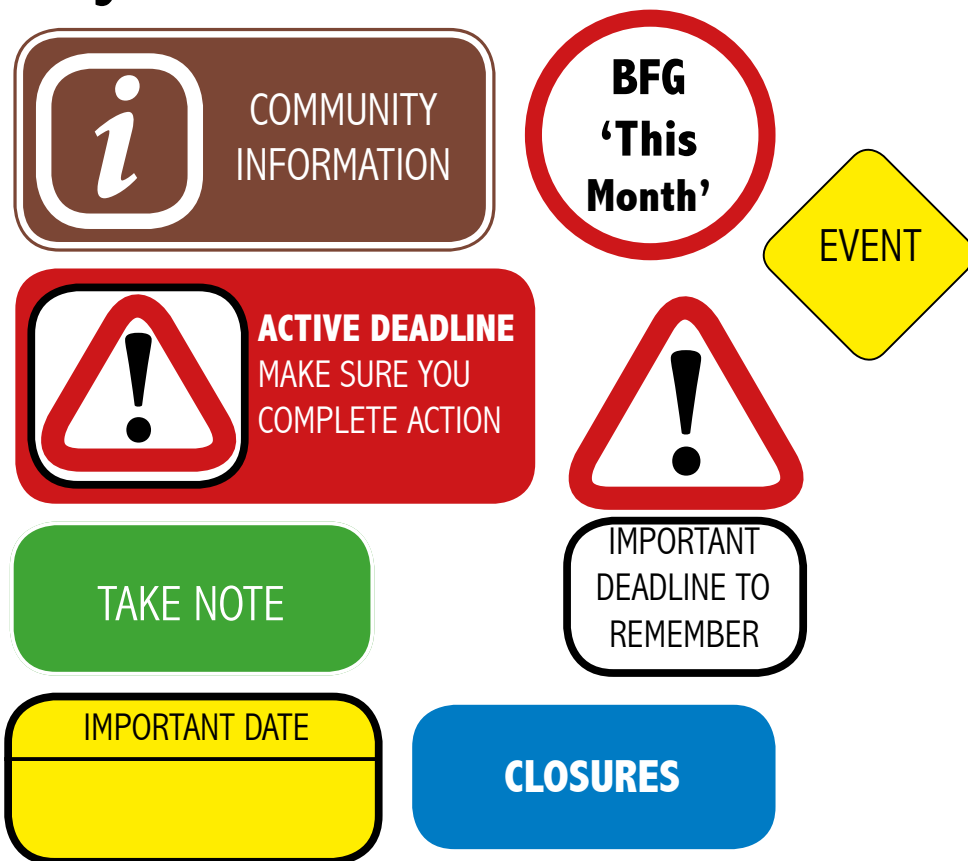 COMMUNITY
INFORMATION
BFG
‘This
Month’
EVENT
ACTIVE DEADLINE
MAKE SURE YOU
COMPLETE ACTION
IMPORTANT
DEADLINE TO
REMEMBER
TAKE NOTE
IMPORTANT DATE
CLOSURES